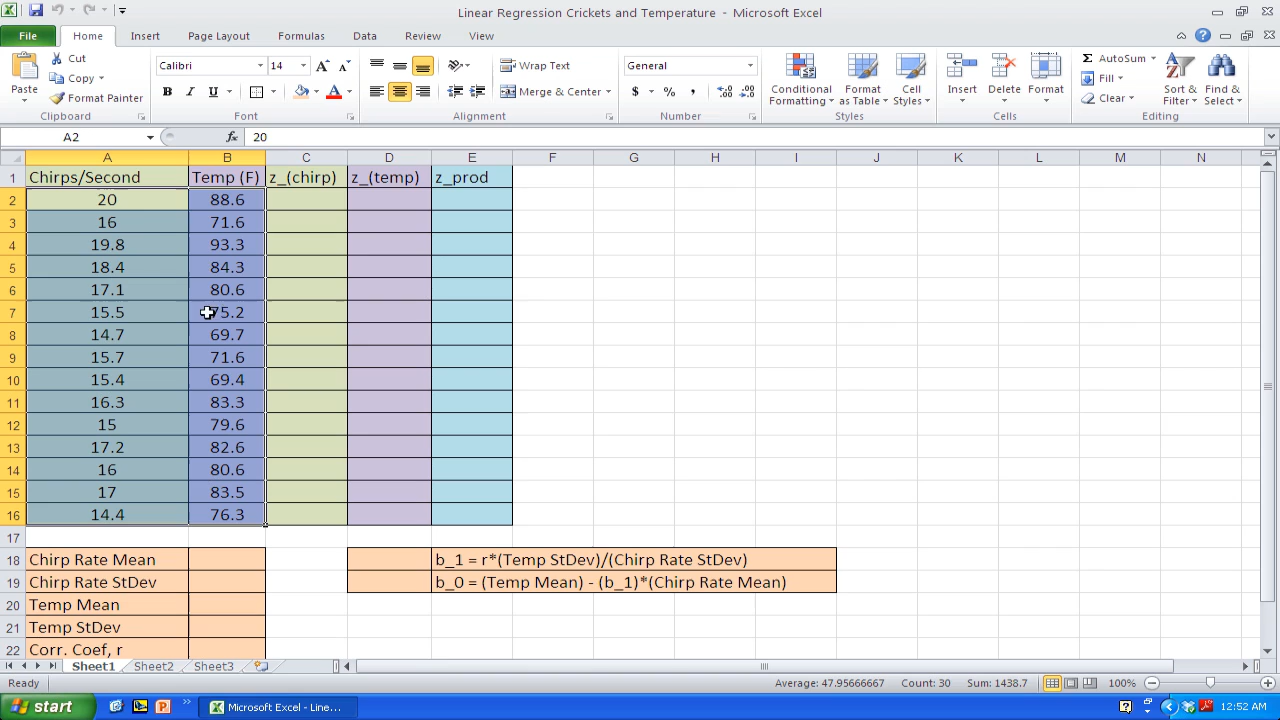 Linear Regression Crickets and Temperature - Microsoft Excel
File Home Insert Page Layout Formulas Data Review View
Paste Cut Copy Format Painter Clipboard
Calibri 14 A A B I U A Font
Wrap Text Merge & Center Alignment
General $ % , Number
Conditional Formatting Format as Table Cell Styles Styles
Insert Delete Format Cells
AutoSum Fill Clear Sort & Filter Find & Select Editing
A2 fx 20
A B C D E F G H I J K L M N
1 Chirps/Second Temp (F) z_(chirp) z_(temp) z_prod
2 20 88.6
3 16 71.6
4 19.8 93.3
5 18.4 84.3
6 17.1 80.6
7 15.5 75.2
8 14.7 69.7
9 15.7 71.6
10 15.4 69.4
11 16.3 83.3
12 15 79.6
13 17.2 82.6
14 16 80.6
15 17 83.5
16 14.4 76.3
17
18 Chirp Rate Mean b_1 = r*(Temp StDev)/(Chirp Rate StDev)
19 Chirp Rate StDev b_0 = (Temp Mean) - (b_1)*(Chirp Rate Mean)
20 Temp Mean
21 Temp StDev
22 Corr. Coef, r
Sheet1 Sheet2 Sheet3
Ready Average: 47.95666667 Count: 30 Sum: 1438.7 100%
start Microsoft Excel - Line... 12:52 AM